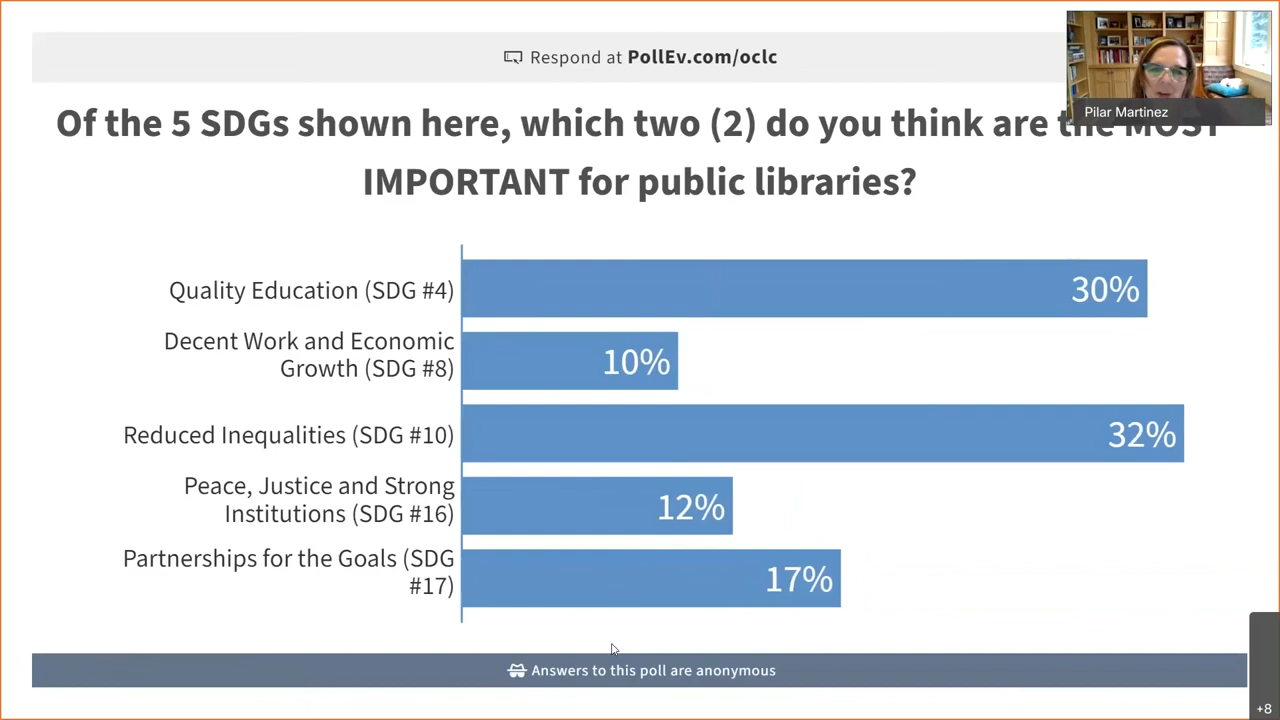 Respond at PollEv.com/oclc
Pilar Martinez
Of the 5 SDGs shown here, which two (2) do you think are the MOST
IMPORTANT for public libraries?
Quality Education (SDG #4)
30%
Decent Work and Economic
Growth (SDG #8)
10%
Reduced Inequalities (SDG #10)
32%
Peace, Justice and Strong
Institutions (SDG #16)
12%
Partnerships for the Goals (SDG
#17)
17%
Answers to this poll are anonymous
+8